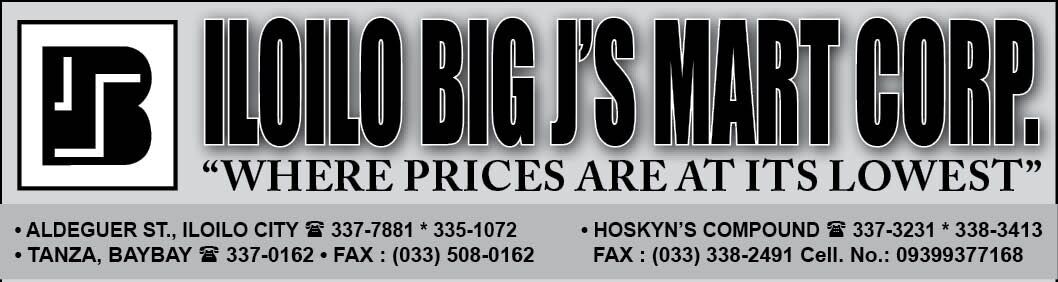 ILOILO BIG J'S MART CORP.
“WHERE PRICES ARE AT ITS LOWEST”
• ALDEGUER ST., ILOILO CITY ☎ 337-7881 * 335-1072
• TANZA, BAYBAY ☎ 337-0162 • FAX : (033) 508-0162
• HOSKYN'S COMPOUND ☎ 337-3231 * 338-3413
FAX : (033) 338-2491 Cell. No.: 09399377168